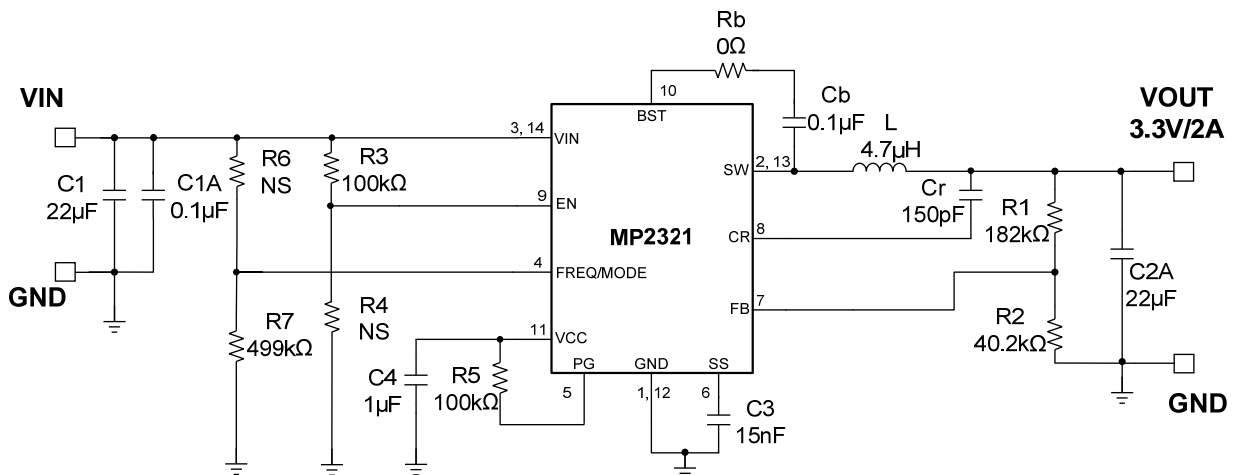 Rb
0Ω
10
BST
Cb
0.1µF
VIN
3, 14
VIN
R6
NS
R3
100kΩ
C1
22µF
C1A
0.1µF
9
EN
MP2321
SW
2, 13
L
4.7µH
VOUT
3.3V/2A
Cr
150pF
R1
182kΩ
CR
8
GND
4
FREQ/MODE
FB
7
C2A
22µF
R7
499kΩ
R4
NS
R2
40.2kΩ
11
VCC
C4
1µF
R5
100kΩ
PG
5
GND
1, 12
SS
6
C3
15nF
GND